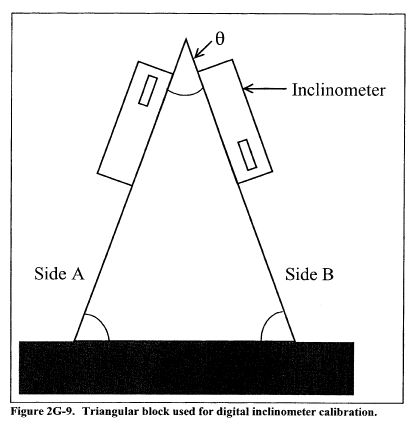 θ
Inclinometer
Side A
Side B
Figure 2G-9. Triangular block used for digital inclinometer calibration.